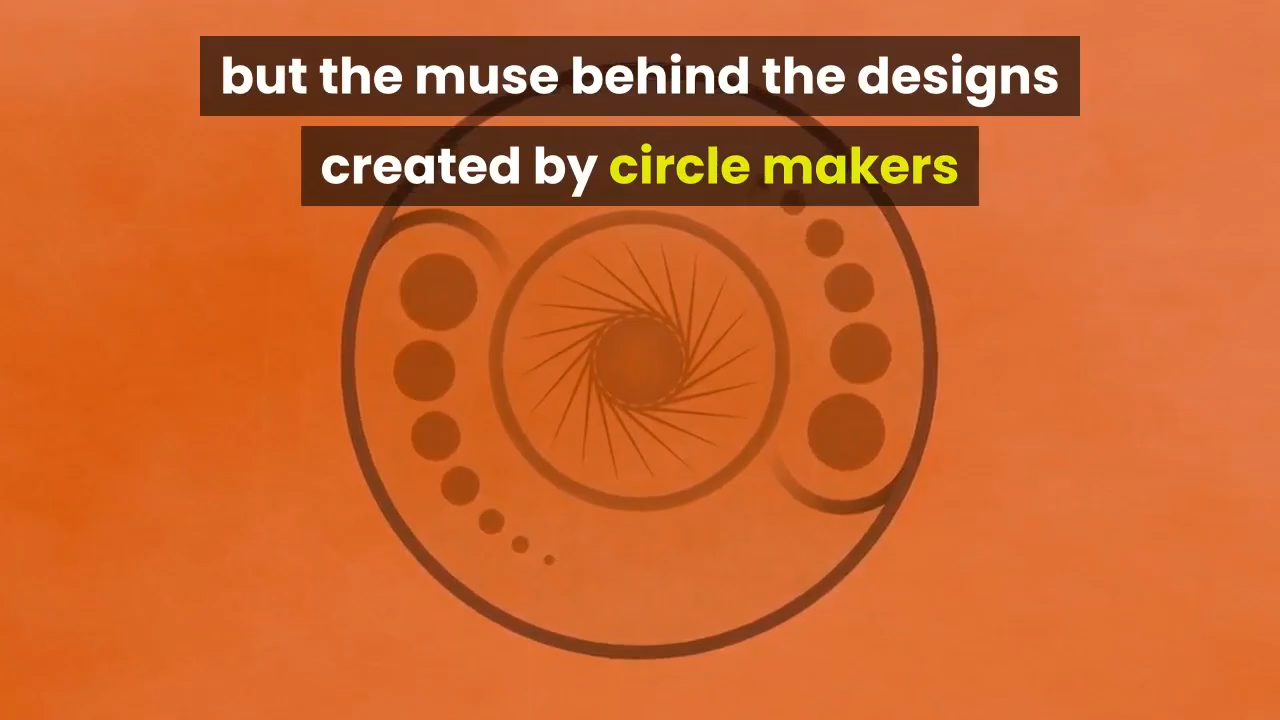 but the muse behind the designs
created by circle makers